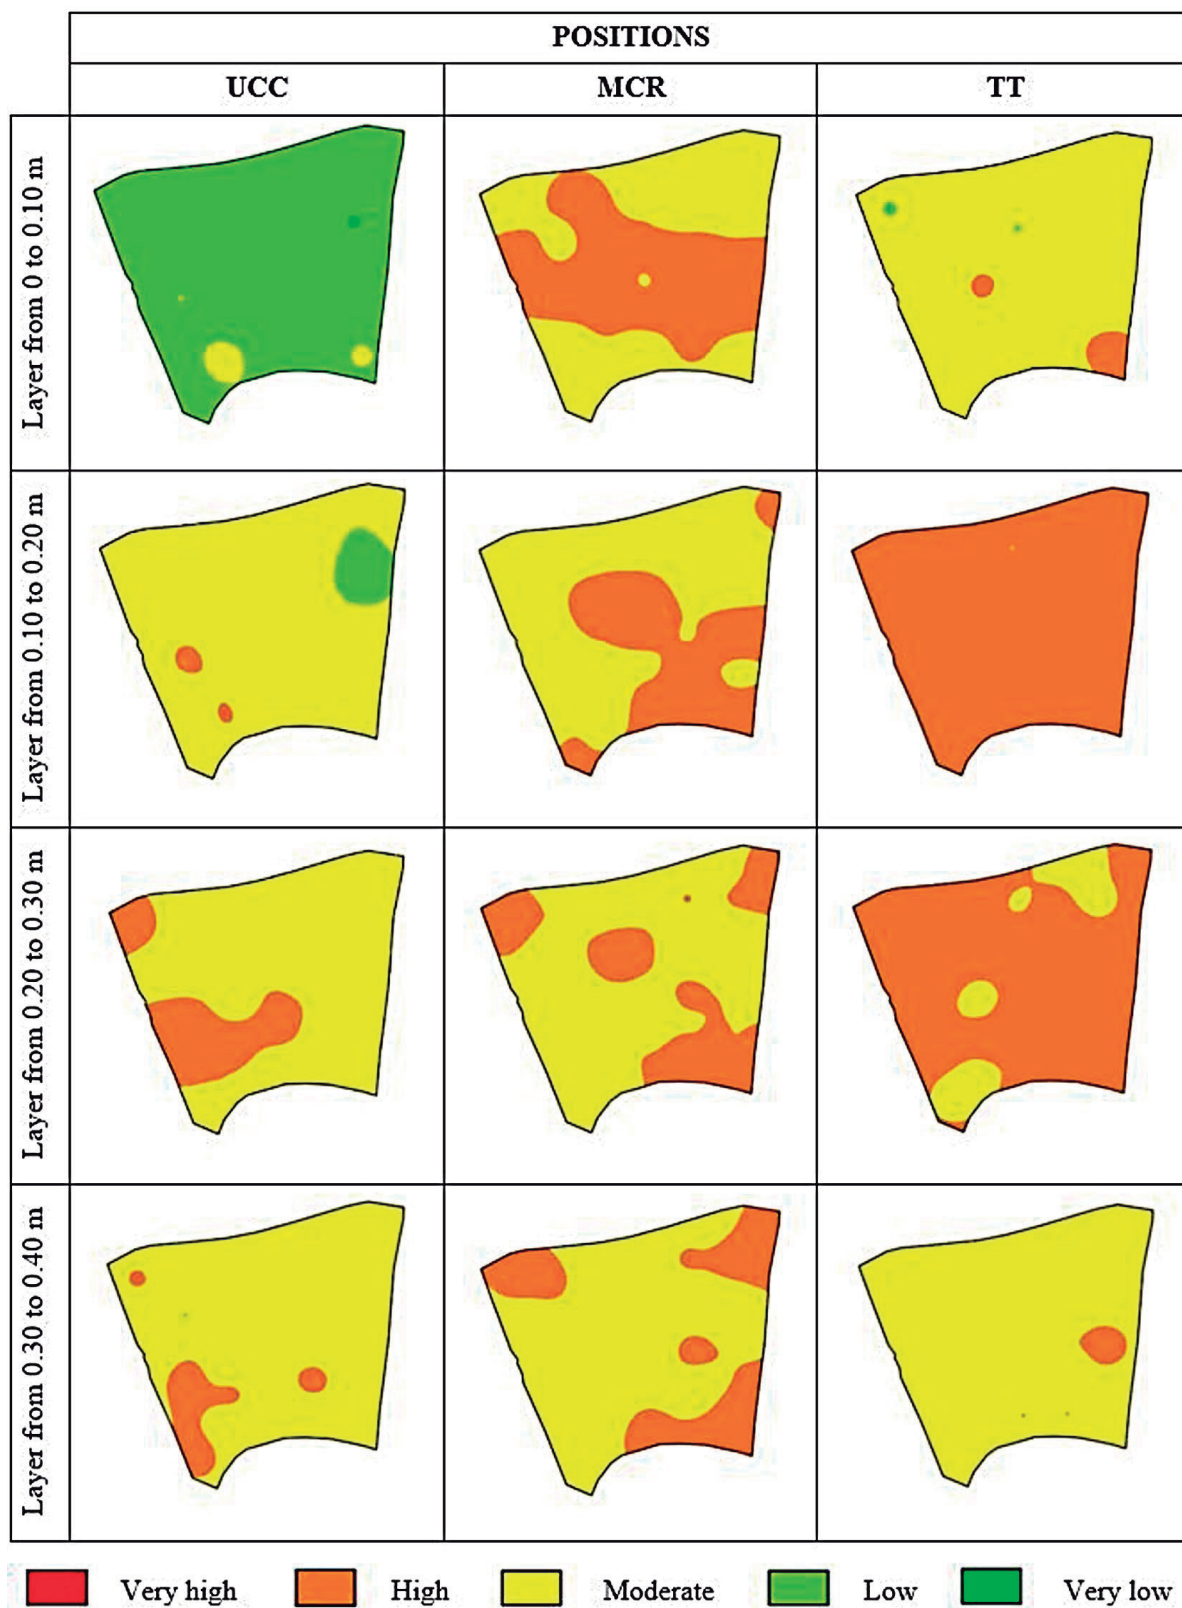 POSITIONS
UCC MCR TT
Layer from 0 to 0.10 m
Layer from 0.10 to 0.20 m
Layer from 0.20 to 0.30 m
Layer from 0.30 to 0.40 m
Very high High Moderate Low Very low